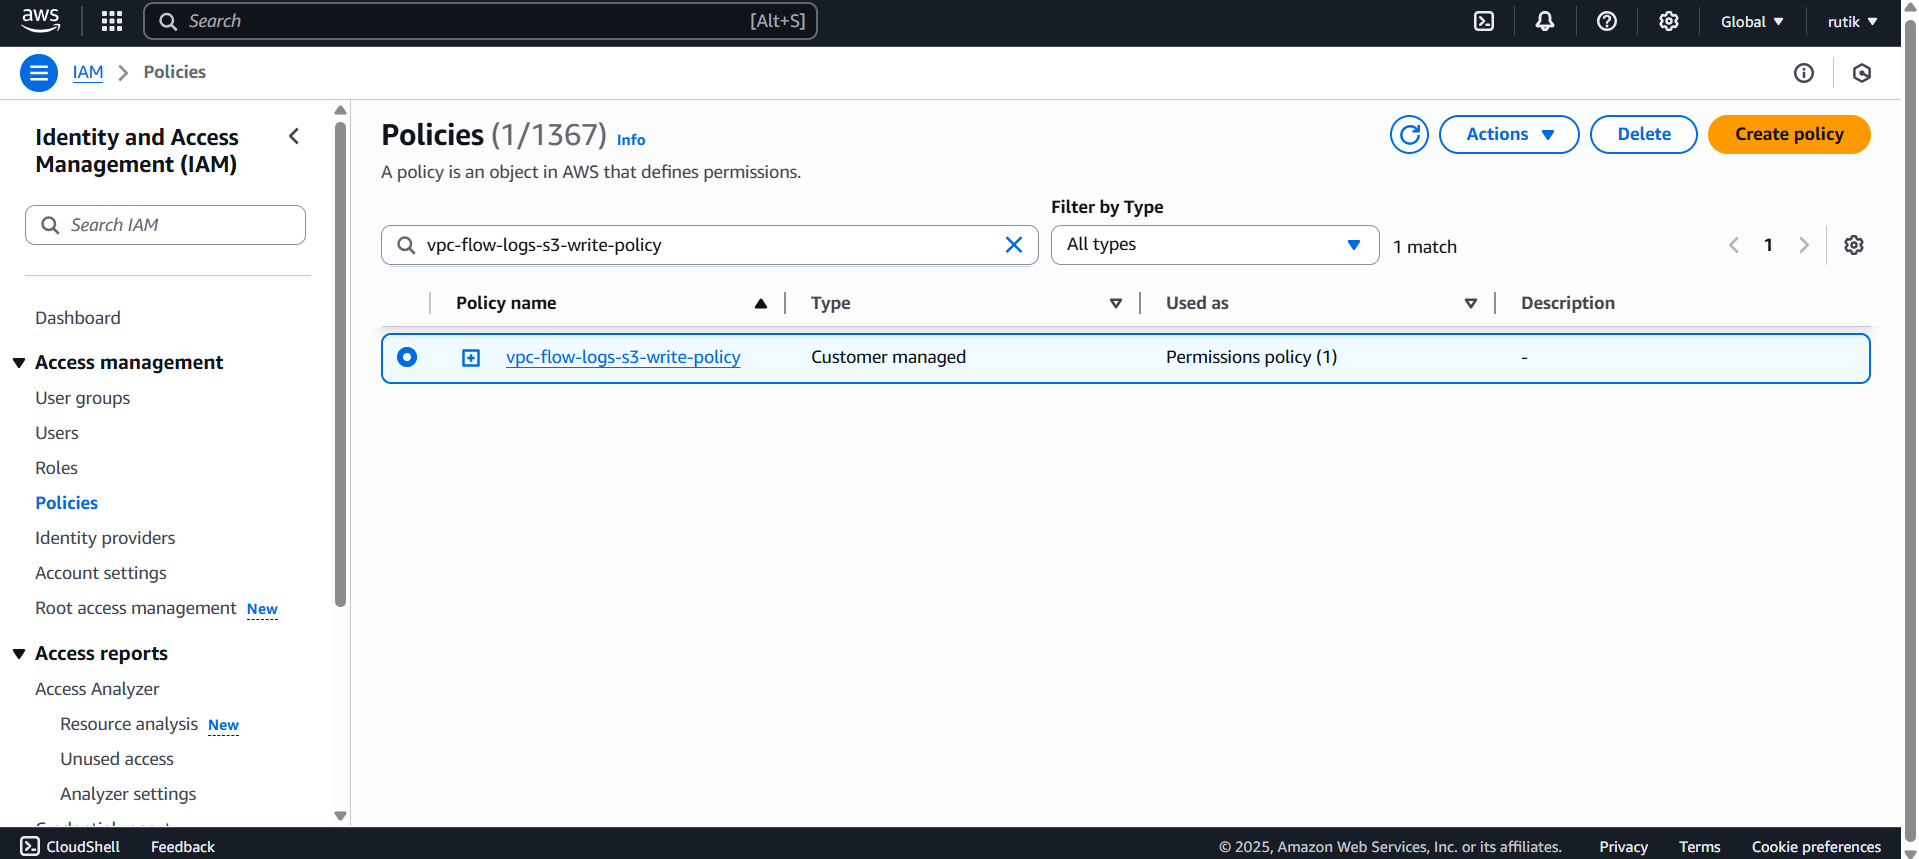 aws
Search [Alt+S]
Global
rutik
IAM
Policies
Identity and Access
Management (IAM)
Search IAM
Dashboard
Access management
User groups
Users
Roles
Policies
Identity providers
Account settings
Root access management New
Access reports
Access Analyzer
Resource analysis New
Unused access
Analyzer settings
Policies (1/1367) Info
A policy is an object in AWS that defines permissions.
Actions
Delete
Create policy
Filter by Type
vpc-flow-logs-s3-write-policy
All types
1 match
1
Policy name Type Used as Description
vpc-flow-logs-s3-write-policy Customer managed Permissions policy (1) -
CloudShell Feedback © 2025, Amazon Web Services, Inc. or its affiliates. Privacy Terms Cookie preferences